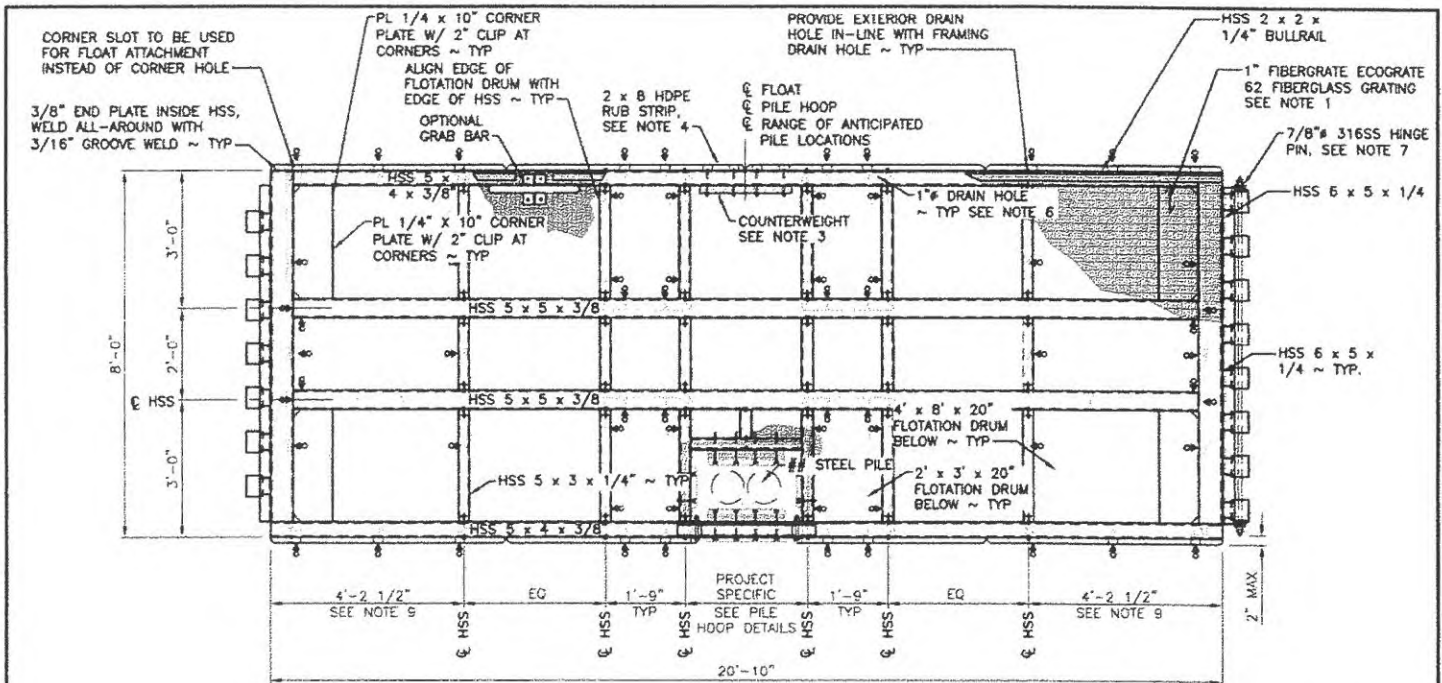 CORNER SLOT TO BE USED
FOR FLOAT ATTACHMENT
INSTEAD OF CORNER HOLE
3/8" END PLATE INSIDE HSS,
WELD ALL-AROUND WITH
3/16" GROOVE WELD ~ TYP
PL 1/4 x 10" CORNER
PLATE W/ 2" CLIP AT
CORNERS ~ TYP
ALIGN EDGE OF
FLOTATION DRUM WITH
EDGE OF HSS ~ TYP
OPTIONAL
GRAB BAR
2 x 8 HDPE
RUB STRIP,
SEE NOTE 4
℄ FLOAT
℄ PILE HOOP
℄ RANGE OF ANTICIPATED
PILE LOCATIONS
PROVIDE EXTERIOR DRAIN
HOLE IN-LINE WITH FRAMING
DRAIN HOLE ~ TYP
HSS 2 x 2 x
1/4" BULLRAIL
1" FIBERGRATE ECOGRATE
62 FIBERGLASS GRATING
SEE NOTE 1
7/8"ø 316SS HINGE
PIN, SEE NOTE 7
HSS 5 x
4 x 3/8"
PL 1/4" X 10" CORNER
PLATE W/ 2" CLIP AT
CORNERS ~ TYP
COUNTERWEIGHT
SEE NOTE 3
1"ø DRAIN HOLE
~ TYP SEE NOTE 6
HSS 6 x 5 x 1/4
3'-0"
HSS 5 x 5 x 3/8
8'-0"
2'-0"
℄ HSS
HSS 5 x 5 x 3/8
HSS 6 x 5 x
1/4 ~ TYP.
3'-0"
4' x 8' x 20"
FLOTATION DRUM
BELOW ~ TYP
## STEEL PILE
HSS 5 x 3 x 1/4" ~ TYP
2' x 3' x 20"
FLOTATION DRUM
BELOW ~ TYP
HSS 5 x 4 x 3/8
4'-2 1/2"
SEE NOTE 9
EQ
1'-9"
TYP
PROJECT
SPECIFIC
SEE PILE
HOOP DETAILS
1'-9"
TYP
EQ
4'-2 1/2"
SEE NOTE 9
2" MAX
℄ HSS
℄ HSS
℄ HSS
℄ HSS
℄ HSS
℄ HSS
20'-10"